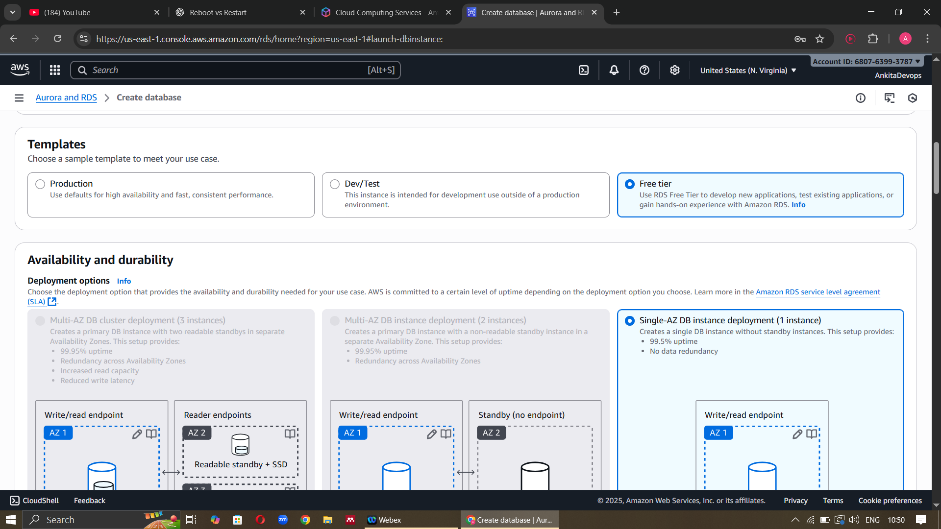 (184) YouTube
Reboot vs Restart
Cloud Computing Services - Am
Create database | Aurora and R
https://us-east-1.console.aws.amazon.com/rds/home?region=us-east-1#launch-dbinstance:
A
aws
Search
[Alt+S]
United States (N. Virginia)
Account ID: 6807-6399-3787
AnkitaDevops
Aurora and RDS
Create database
Templates
Choose a sample template to meet your use case.
Production
Use defaults for high availability and fast, consistent performance.
Dev/Test
This instance is intended for development use outside of a production
environment.
Free tier
Use RDS Free Tier to develop new applications, test existing applications, or
gain hands-on experience with Amazon RDS. Info
Availability and durability
Deployment options Info
Choose the deployment option that provides the availability and durability needed for your use case. AWS is committed to a certain level of uptime depending on the deployment option you choose. Learn more in the Amazon RDS service level agreement
(SLA).
Multi-AZ DB cluster deployment (3 instances)
Creates a primary DB instance with two readable standbys in separate
Availability Zones. This setup provides:
• 99.95% uptime
• Redundancy across Availability Zones
• Increased read capacity
• Reduced write latency
Multi-AZ DB instance deployment (2 instances)
Creates a primary DB instance with a non-readable standby instance in a
separate Availability Zone. This setup provides:
• 99.95% uptime
• Redundancy across Availability Zones
Single-AZ DB instance deployment (1 instance)
Creates a single DB instance without standby instances. This setup provides:
• 99.5% uptime
• No data redundancy
Write/read endpoint
AZ 1
Reader endpoints
AZ 2
Readable standby + SSD
Write/read endpoint
AZ 1
Standby (no endpoint)
AZ 2
Write/read endpoint
AZ 1
CloudShell
Feedback
© 2025, Amazon Web Services, Inc. or its affiliates.
Privacy
Terms
Cookie preferences
Search
Webex
Create database | Aur...
ENG
10:50